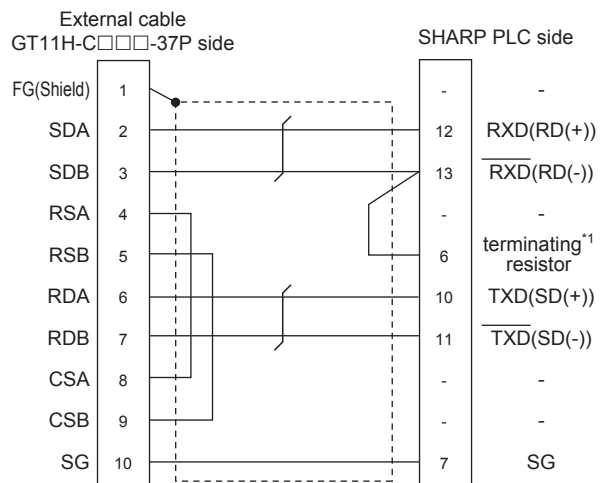 External cable
GT11H-C□□□-37P side
SHARP PLC side
FG(Shield) 1 - -
SDA 2 12 RXD(RD(+))
SDB 3 13 R̅X̅D̅(RD(-))
RSA 4 - -
RSB 5 6 terminating*1
resistor
RDA 6 10 TXD(SD(+))
RDB 7 11 T̅X̅D̅(SD(-))
CSA 8 - -
CSB 9 - -
SG 10 7 SG